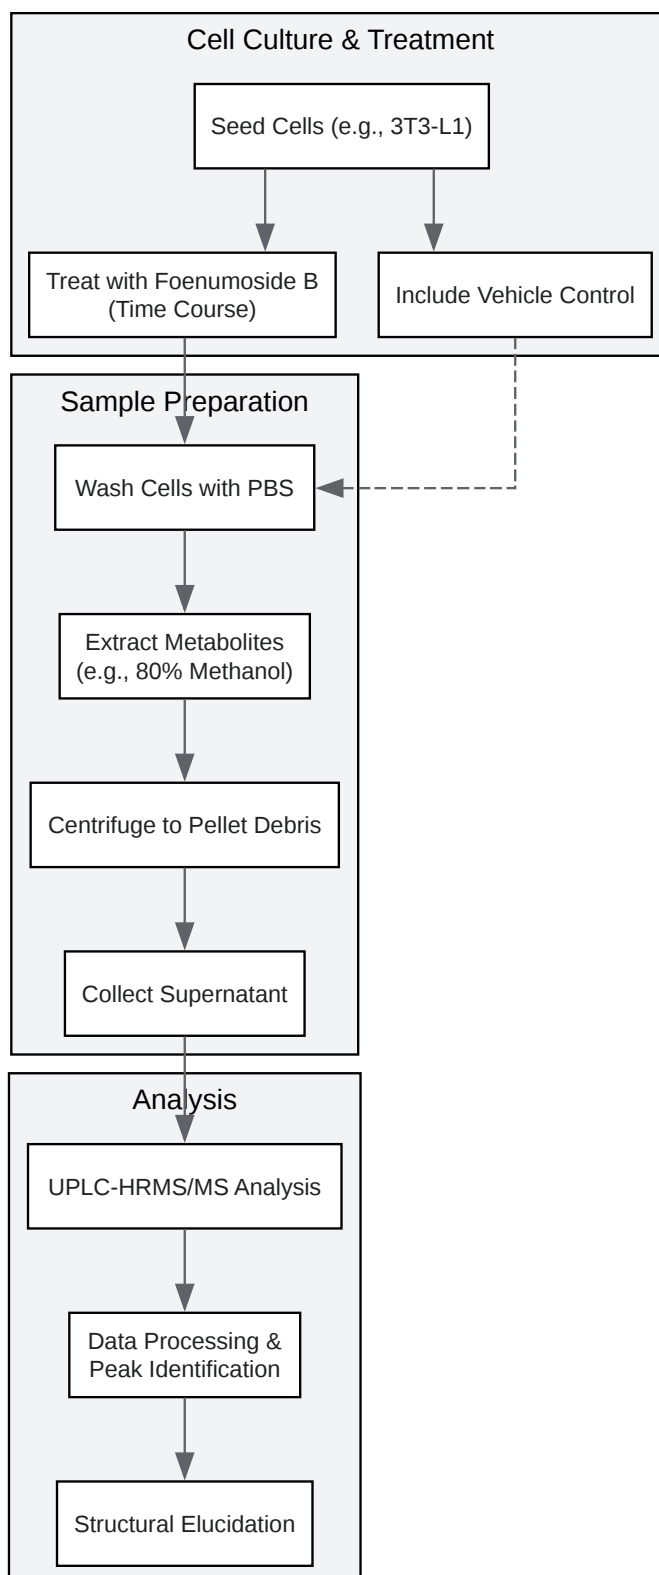 Cell Culture & Treatment
Seed Cells (e.g., 3T3-L1)
Treat with Foenumoside B
(Time Course)
Include Vehicle Control
Sample Preparation
Wash Cells with PBS
Extract Metabolites
(e.g., 80% Methanol)
Centrifuge to Pellet Debris
Collect Supernatant
Analysis
UPLC-HRMS/MS Analysis
Data Processing &
Peak Identification
Structural Elucidation